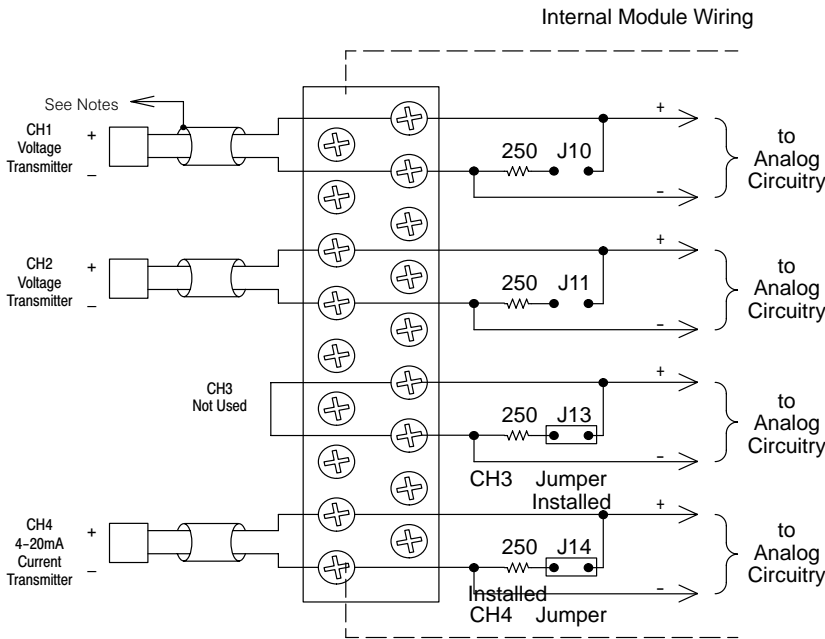 Internal Module Wiring
See Notes
CH1
Voltage
Transmitter
+
–
250 J10
+
-
to
Analog
Circuitry
CH2
Voltage
Transmitter
+
–
250 J11
+
-
to
Analog
Circuitry
CH3
Not Used
250 J13
+
-
CH3 Jumper
Installed
to
Analog
Circuitry
CH4
4-20mA
Current
Transmitter
+
–
250 J14
+
-
Installed
CH4 Jumper
to
Analog
Circuitry